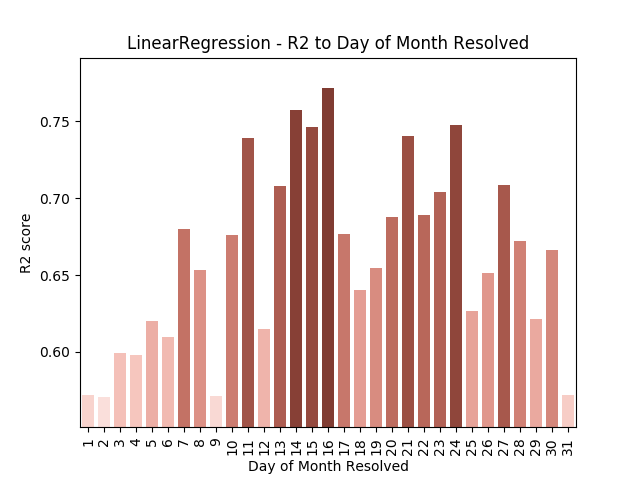 LinearRegression - R2 to Day of Month Resolved
R2 score
0.75
0.70
0.65
0.60
1 2 3 4 5 6 7 8 9 10 11 12 13 14 15 16 17 18 19 20 21 22 23 24 25 26 27 28 29 30 31
Day of Month Resolved